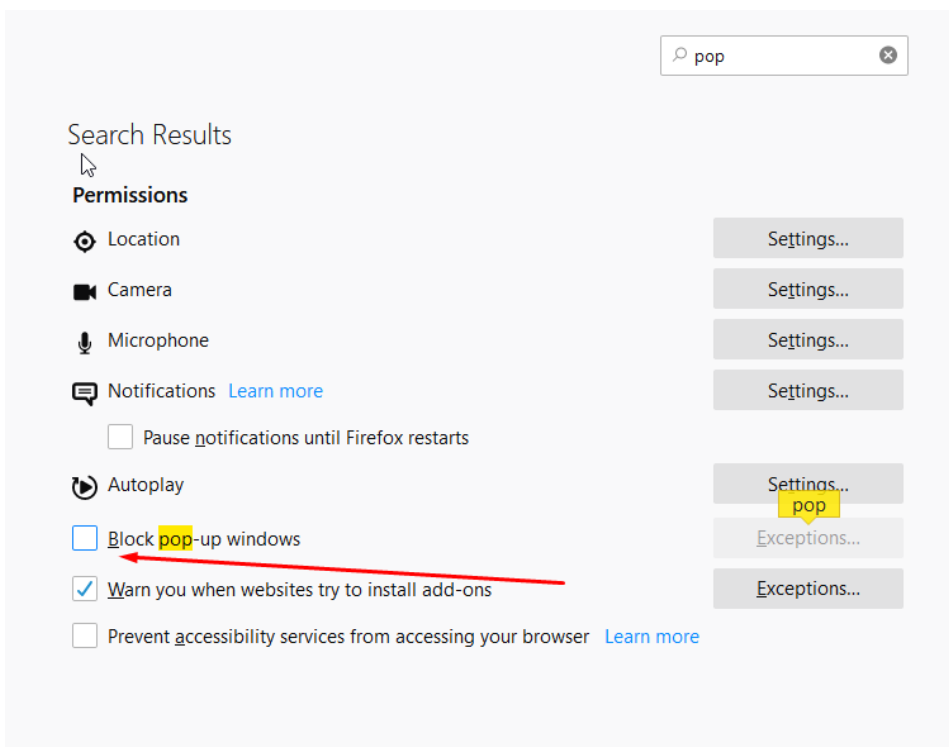 pop
Search Results
Permissions
Location Settings...
Camera Settings...
Microphone Settings...
Notifications Learn more Settings...
Pause notifications until Firefox restarts
Autoplay Settings...
pop
Block pop-up windows Exceptions...
Warn you when websites try to install add-ons Exceptions...
Prevent accessibility services from accessing your browser Learn more